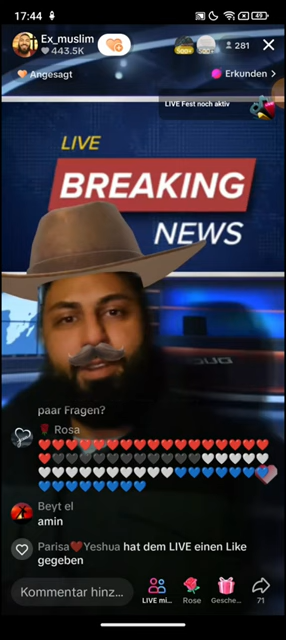 17:44 49
Ex_muslim
443.5K
281
Angesagt
Erkunden >
LIVE Fest noch aktiv
LIVE
BREAKING
NEWS
paar Fragen?
Rosa
Beyt el
amin
Parisa❤️Yeshua hat dem LIVE einen Like
gegeben
Kommentar hinz...
LIVE mi... Rose Gesche... 71